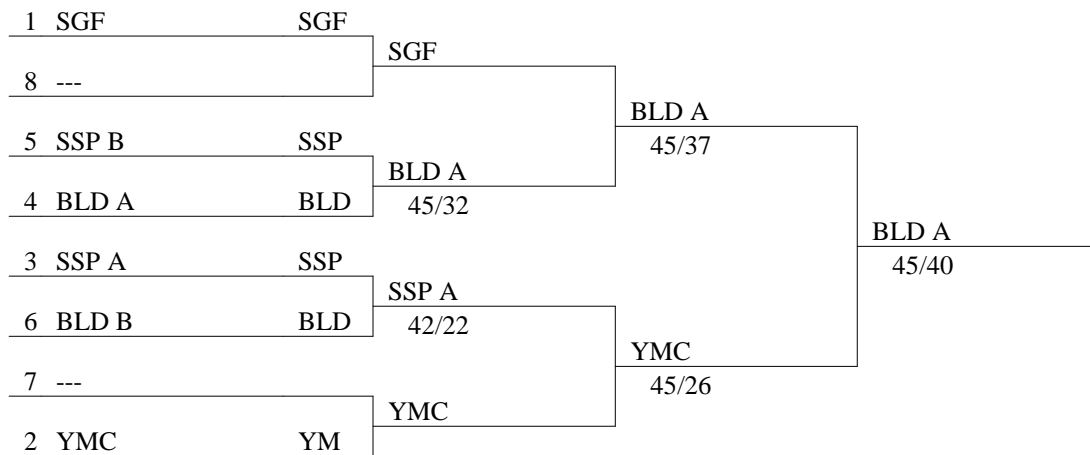 1 SGF SGF
SGF
8 ---
BLD A
45/37
5 SSP B SSP
BLD A
45/32
4 BLD A BLD
BLD A
45/40
3 SSP A SSP
SSP A
42/22
6 BLD B BLD
YMC
45/26
7 ---
YMC
2 YMC YM